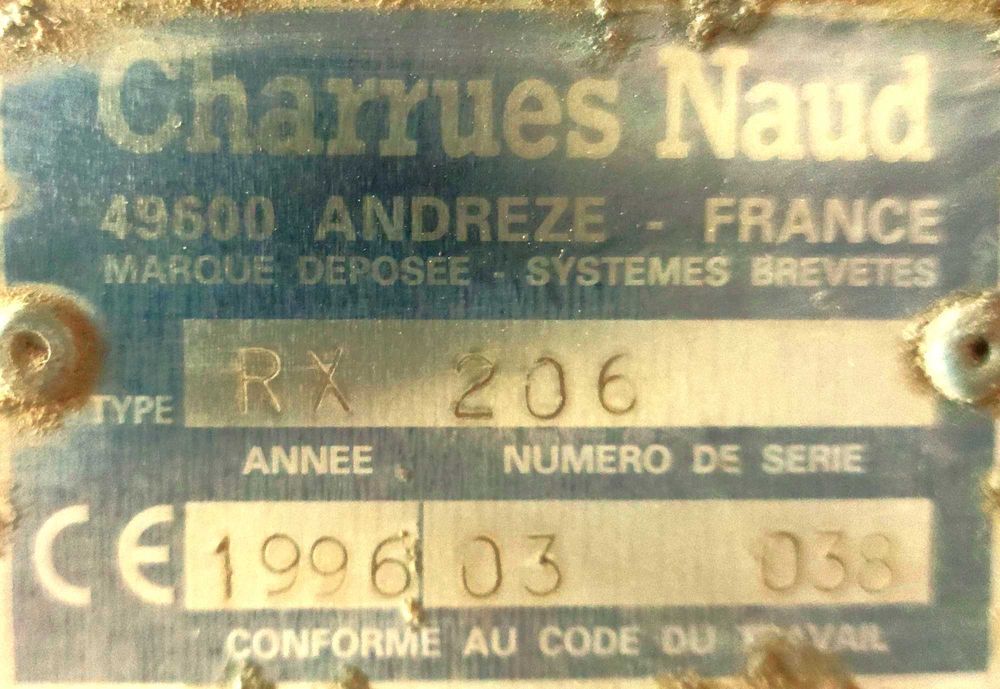 Charrues Naud
49600 ANDREZE - FRANCE
MARQUE DEPOSEE - SYSTEMES BREVETES
TYPE RX 206
ANNEE NUMERO DE SERIE
CE 1996 03 038
CONFORME AU CODE DU TRAVAIL